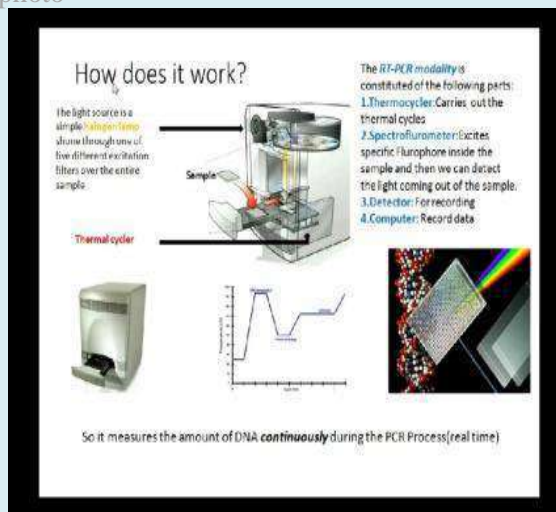 photo
How does it work?
The light source is a
simple halogen lamp
shone through one of
five different excitation
filters over the entire
sample
Sample
Thermal cycler
The RT-PCR modality is
constituted of the following parts:
1.Thermocycler:Carries out the
thermal cycles
2.Spectroflurometer:Excites
specific Flurophore inside the
sample and then we can detect
the light coming out of the sample.
3.Detector: For recording
4.Computer: Record data
So it measures the amount of DNA continuously during the PCR Process(real time)